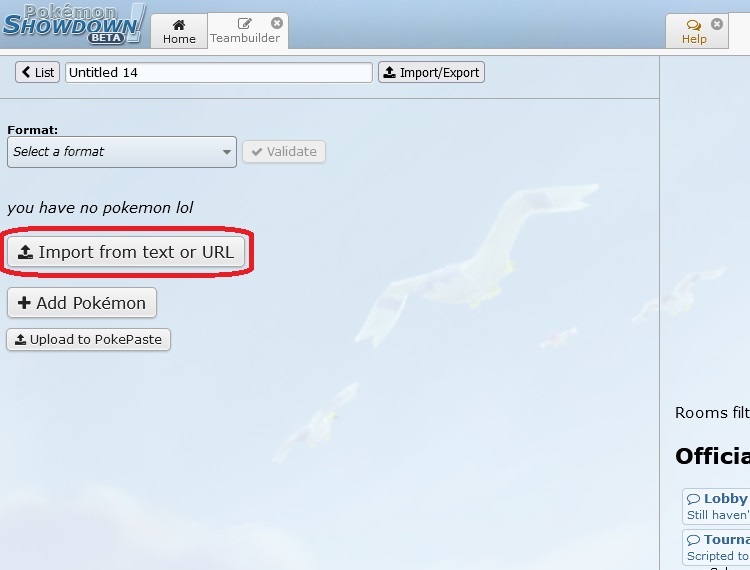 Pokémon
SHOWDOWN!
BETA
Home
Teambuilder
Help
List
Untitled 14
Import/Export
Format:
Select a format
Validate
you have no pokemon lol
Import from text or URL
Add Pokémon
Upload to PokePaste
Rooms filt
Officia
Lobby
Still haven'
Tourna
Scripted to